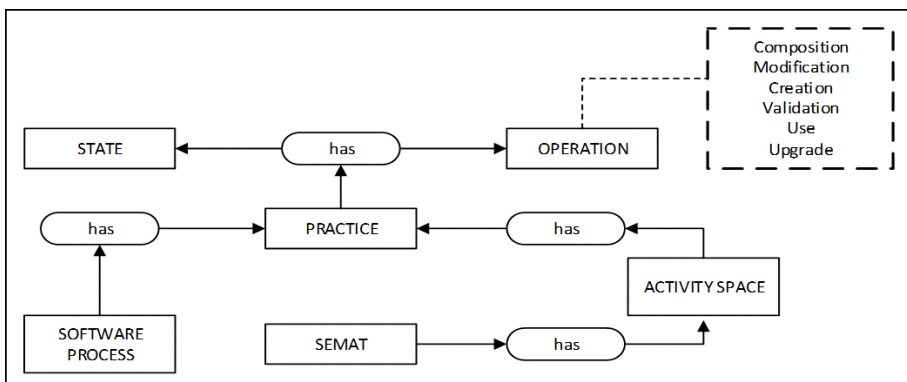 Composition
Modification
Creation
Validation
Use
Upgrade
STATE
has
OPERATION
has
PRACTICE
has
ACTIVITY SPACE
SOFTWARE
PROCESS
SEMAT
has